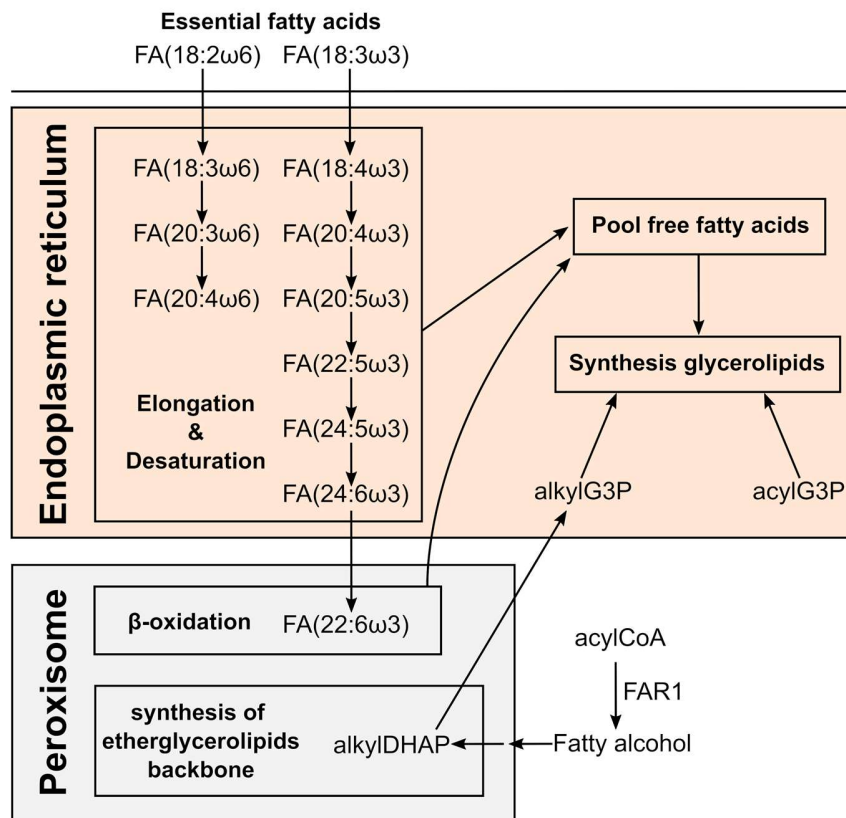 Essential fatty acids
FA(18:2ω6) FA(18:3ω3)
Endoplasmic reticulum
FA(18:3ω6) FA(18:4ω3)
FA(20:3ω6) FA(20:4ω3)
FA(20:4ω6) FA(20:5ω3)
FA(22:5ω3)
Elongation
&
Desaturation
FA(24:5ω3)
FA(24:6ω3)
Pool free fatty acids
Synthesis glycerolipids
alkylG3P
acylG3P
Peroxisome
β-oxidation FA(22:6ω3)
synthesis of
etherglycerolipids
backbone
alkylDHAP
acylCoA
FAR1
Fatty alcohol